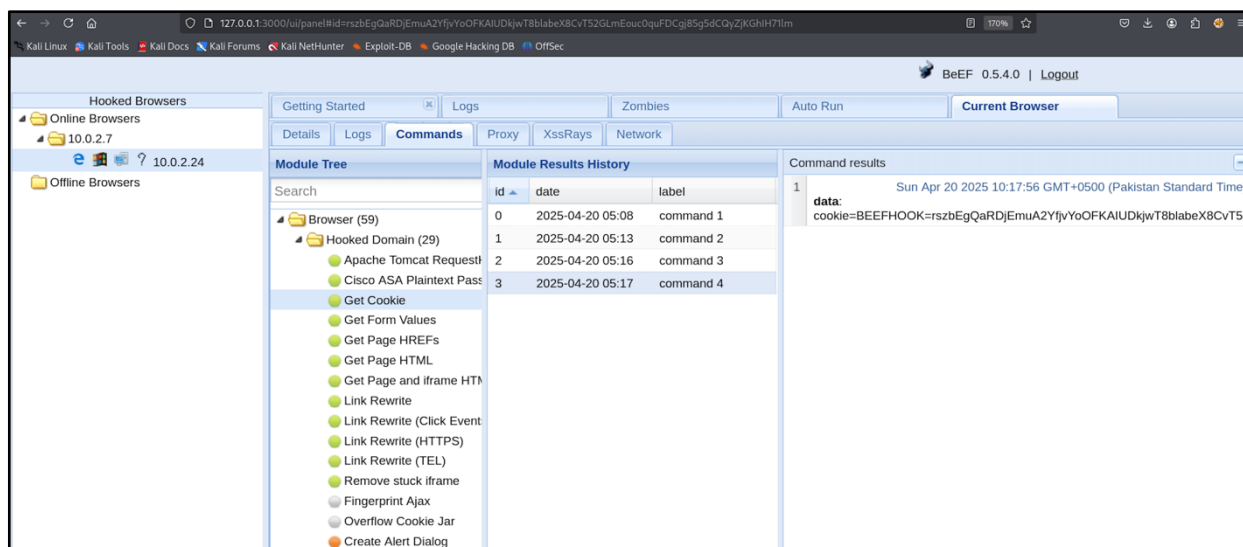 127.0.0.1:3000/ui/panel#id=rszbEgQaRDjEmuA2YfjvYoOFKAIUDkjwT8blabeX8CvT52GLmEouc0quFDCgj85g5dCQyZjKGhIH71lm
170%
Kali Linux Kali Tools Kali Docs Kali Forums Kali NetHunter Exploit-DB Google Hacking DB OffSec
BeEF 0.5.4.0 | Logout
Hooked Browsers
Online Browsers
10.0.2.7
? 10.0.2.24
Offline Browsers
Getting Started Logs Zombies Auto Run Current Browser
Details Logs Commands Proxy XssRays Network
Module Tree
Search
Browser (59)
Hooked Domain (29)
Apache Tomcat Request
Cisco ASA Plaintext Pass
Get Cookie
Get Form Values
Get Page HREFs
Get Page HTML
Get Page and iframe HTM
Link Rewrite
Link Rewrite (Click Event
Link Rewrite (HTTPS)
Link Rewrite (TEL)
Remove stuck iframe
Fingerprint Ajax
Overflow Cookie Jar
Create Alert Dialog
Module Results History
id date label
0 2025-04-20 05:08 command 1
1 2025-04-20 05:13 command 2
2 2025-04-20 05:16 command 3
3 2025-04-20 05:17 command 4
Command results
1 Sun Apr 20 2025 10:17:56 GMT+0500 (Pakistan Standard Time
data:
cookie=BEEFHOOK=rszbEgQaRDjEmuA2YfjvYoOFKAIUDkjwT8blabeX8CvT5